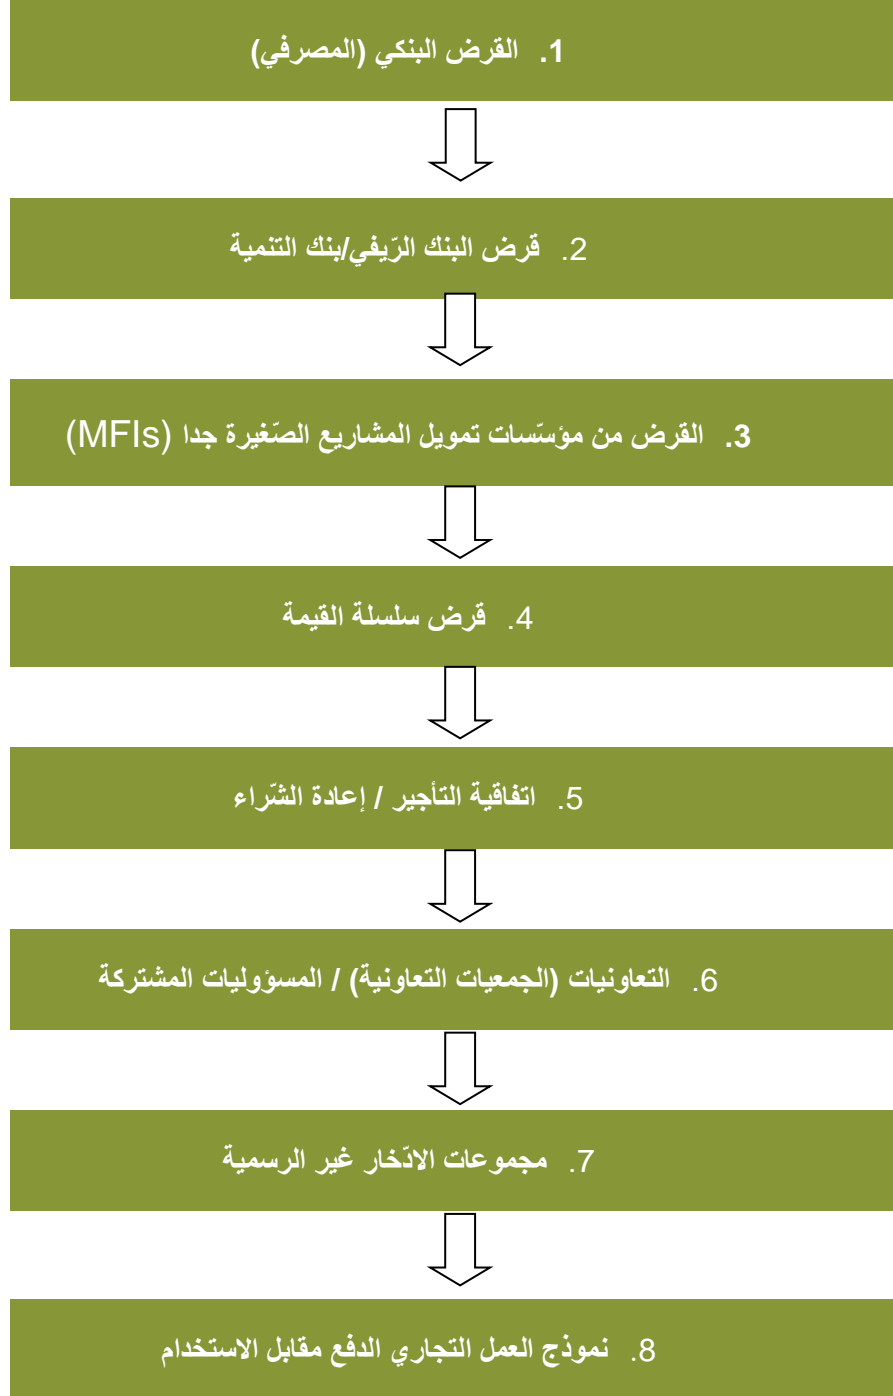 1. القرض البنكي (المصرفي)
2. قرض البنك الرّيفي/بنك التنمية
3. القرض من مؤسّسات تمويل المشاريع الصّغيرة جدا (MFIs)
4. قرض سلسلة القيمة
5. اتفاقية التأجير / إعادة الشّراء
6. التعاونيات (الجمعيات التعاونية) / المسؤوليات المشتركة
7. مجموعات الادّخار غير الرسمية
8. نموذج العمل التجاري الدفع مقابل الاستخدام